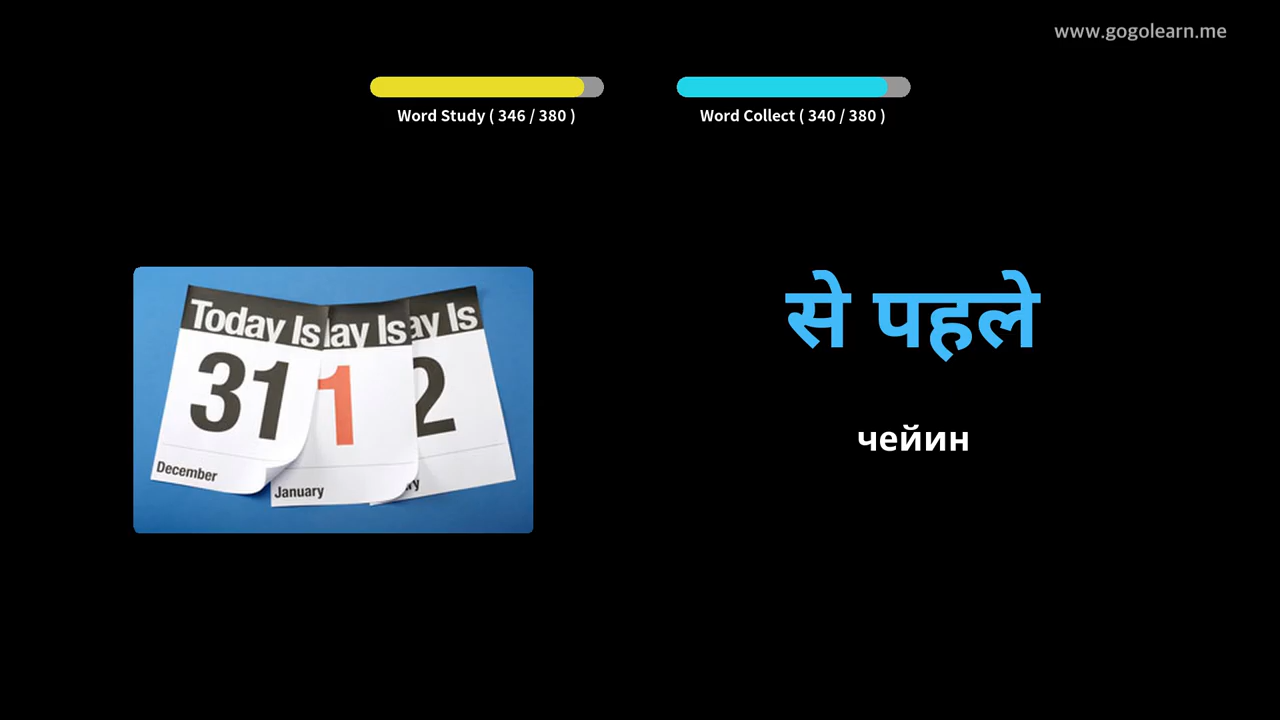 www.gogolearn.me
Word Study ( 346 / 380 )
Word Collect ( 340 / 380 )
Today Is
ay Is
ay Is
31
1
2
December
January
ry
से पहले
чейин